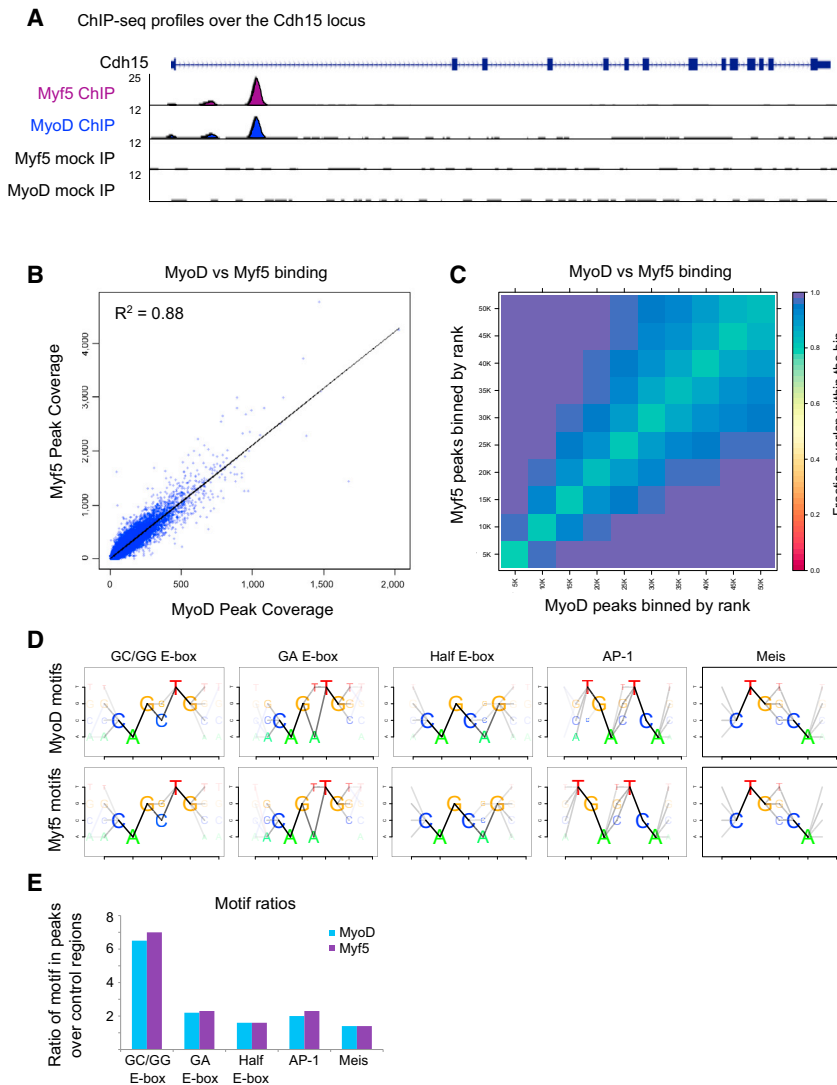 A ChIP-seq profiles over the Cdh15 locus
Cdh15
25
Myf5 ChIP
12
MyoD ChIP
12
Myf5 mock IP
12
MyoD mock IP
B MyoD vs Myf5 binding
R² = 0.88
Myf5 Peak Coverage
4,000
3,000
2,000
1,000
0
0 500 1,000 1,500 2,000
MyoD Peak Coverage
C MyoD vs Myf5 binding
Myf5 peaks binned by rank
50K
45K
40K
35K
30K
25K
20K
15K
10K
5K
5K 10K 15K 20K 25K 30K 35K 40K 45K 50K
MyoD peaks binned by rank
1.0
0.8
0.6
0.4
0.2
0.0
within the bin
D
GC/GG E-box GA E-box Half E-box AP-1 Meis
MyoD motifs
Myf5 motifs
E Motif ratios
Ratio of motif in peaks
over control regions
8
6
4
2
MyoD
Myf5
GC/GG
E-box
GA
E-box
Half
E-box
AP-1
Meis